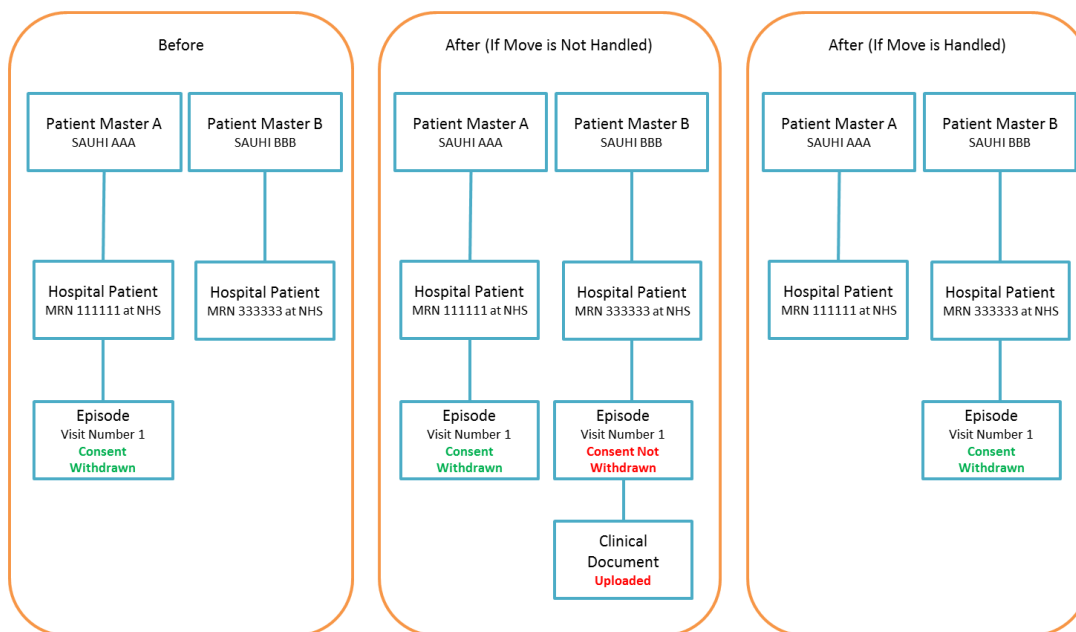 Before
Patient Master A
SAUHI AAA
Patient Master B
SAUHI BBB
Hospital Patient
MRN 111111 at NHS
Hospital Patient
MRN 333333 at NHS
Episode
Visit Number 1
Consent
Withdrawn
After (If Move is Not Handled)
Patient Master A
SAUHI AAA
Patient Master B
SAUHI BBB
Hospital Patient
MRN 111111 at NHS
Hospital Patient
MRN 333333 at NHS
Episode
Visit Number 1
Consent
Withdrawn
Episode
Visit Number 1
Consent Not
Withdrawn
Clinical
Document
Uploaded
After (If Move is Handled)
Patient Master A
SAUHI AAA
Patient Master B
SAUHI BBB
Hospital Patient
MRN 111111 at NHS
Hospital Patient
MRN 333333 at NHS
Episode
Visit Number 1
Consent
Withdrawn